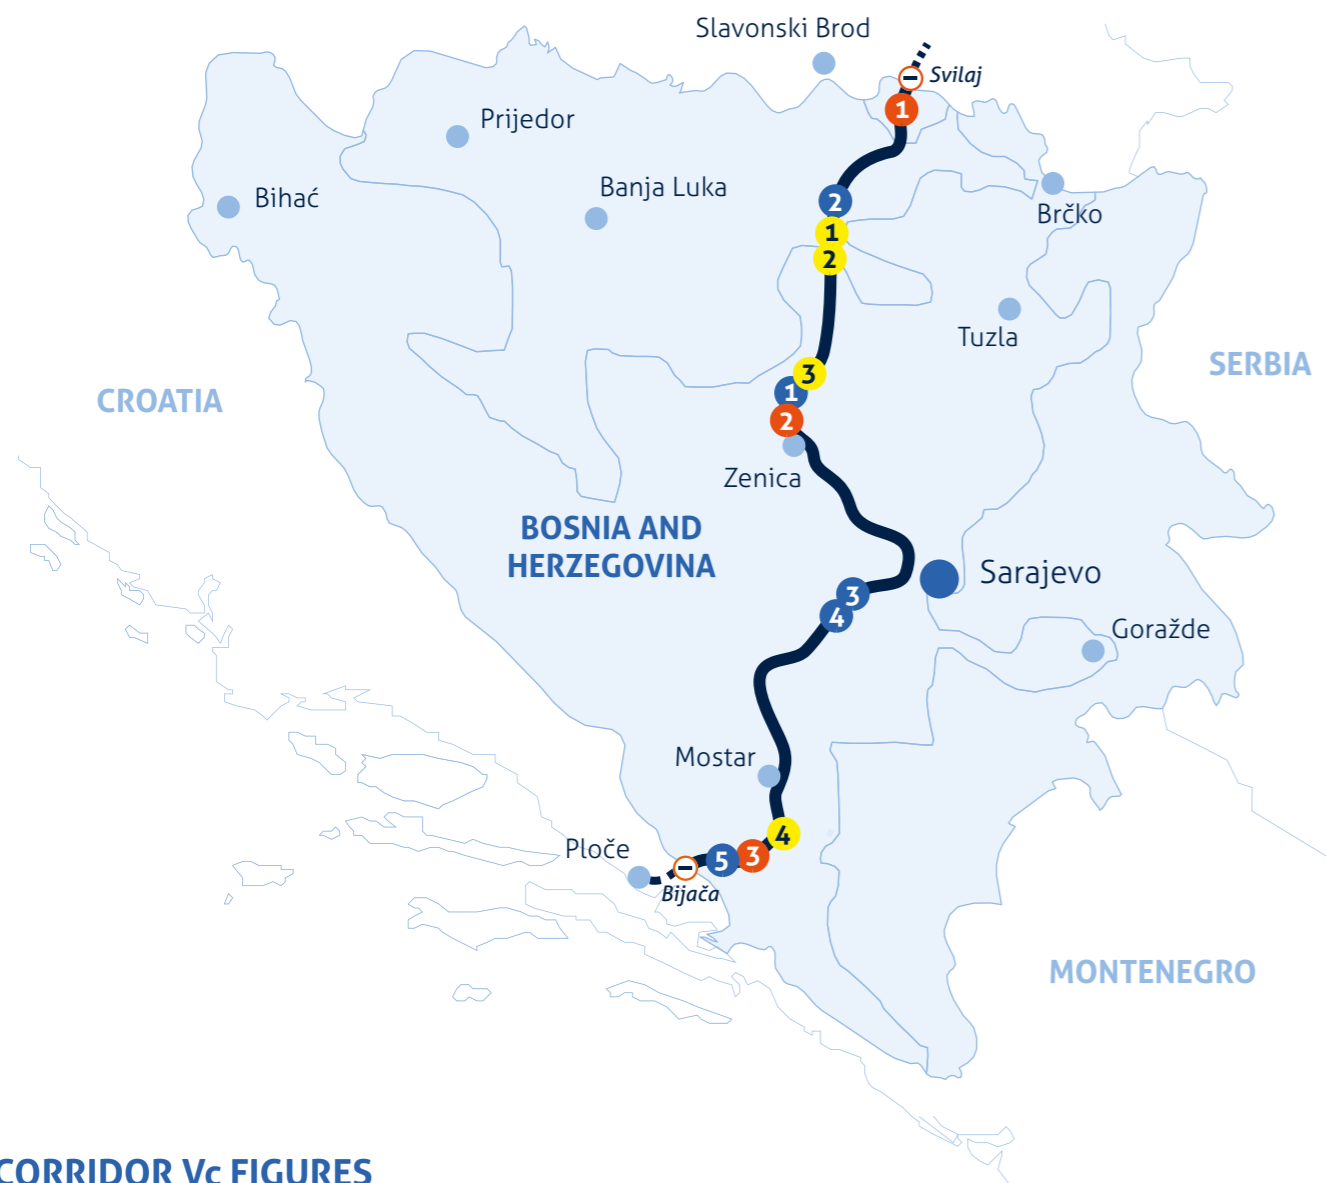 Slavonski Brod
Svilaj
1
Prijedor
Bihać
Banja Luka
2
Brčko
1
2
Tuzla
SERBIA
3
1
CROATIA
2
Zenica
BOSNIA AND
HERZEGOVINA
Sarajevo
3
4
Goražde
Mostar
4
Ploče
5
3
Bijača
MONTENEGRO
CORRIDOR Vc FIGURES